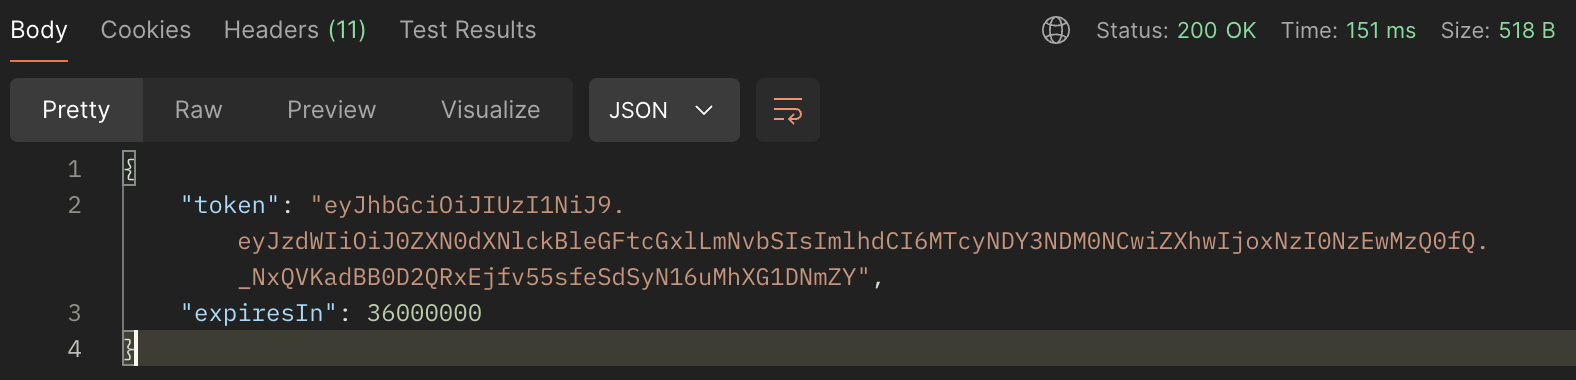 Body Cookies Headers (11) Test Results Status: 200 OK Time: 151 ms Size: 518 B
Pretty Raw Preview Visualize JSON
1 {
2 "token": "eyJhbGciOiJIUzI1NiJ9.
eyJzdWIiOiJ0ZXN0dXNlckBleGFtcGxlLmNvbSIsImlhdCI6MTcyNDY3NDM0NCwiZXhwIjoxNzI0NzEwMzQ0fQ.
_NxQVKadBB0D2QRxEjfv55sfeSdSyN16uMhXG1DNmZY",
3 "expiresIn": 36000000
4 }